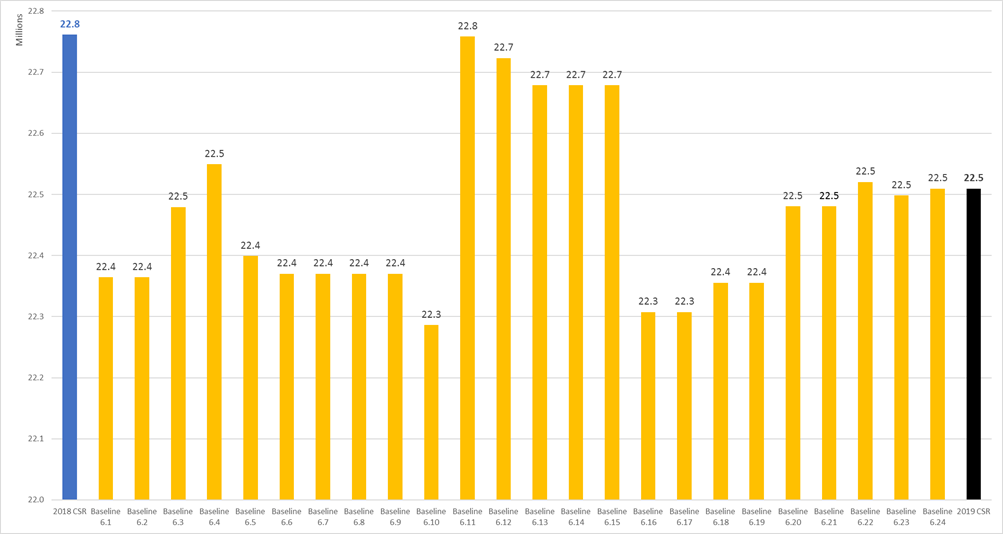 Millions
22.8
22.7
22.6
22.5
22.4
22.3
22.2
22.1
22.0
22.8
22.4
22.4
22.5
22.5
22.4
22.4
22.4
22.4
22.4
22.3
22.8
22.7
22.7
22.7
22.7
22.3
22.3
22.4
22.4
22.5
22.5
22.5
22.5
22.5
22.5
2018 CSR
Baseline
6.1
Baseline
6.2
Baseline
6.3
Baseline
6.4
Baseline
6.5
Baseline
6.6
Baseline
6.7
Baseline
6.8
Baseline
6.9
Baseline
6.10
Baseline
6.11
Baseline
6.12
Baseline
6.13
Baseline
6.14
Baseline
6.15
Baseline
6.16
Baseline
6.17
Baseline
6.18
Baseline
6.19
Baseline
6.20
Baseline
6.21
Baseline
6.22
Baseline
6.23
Baseline
6.24
2019 CSR